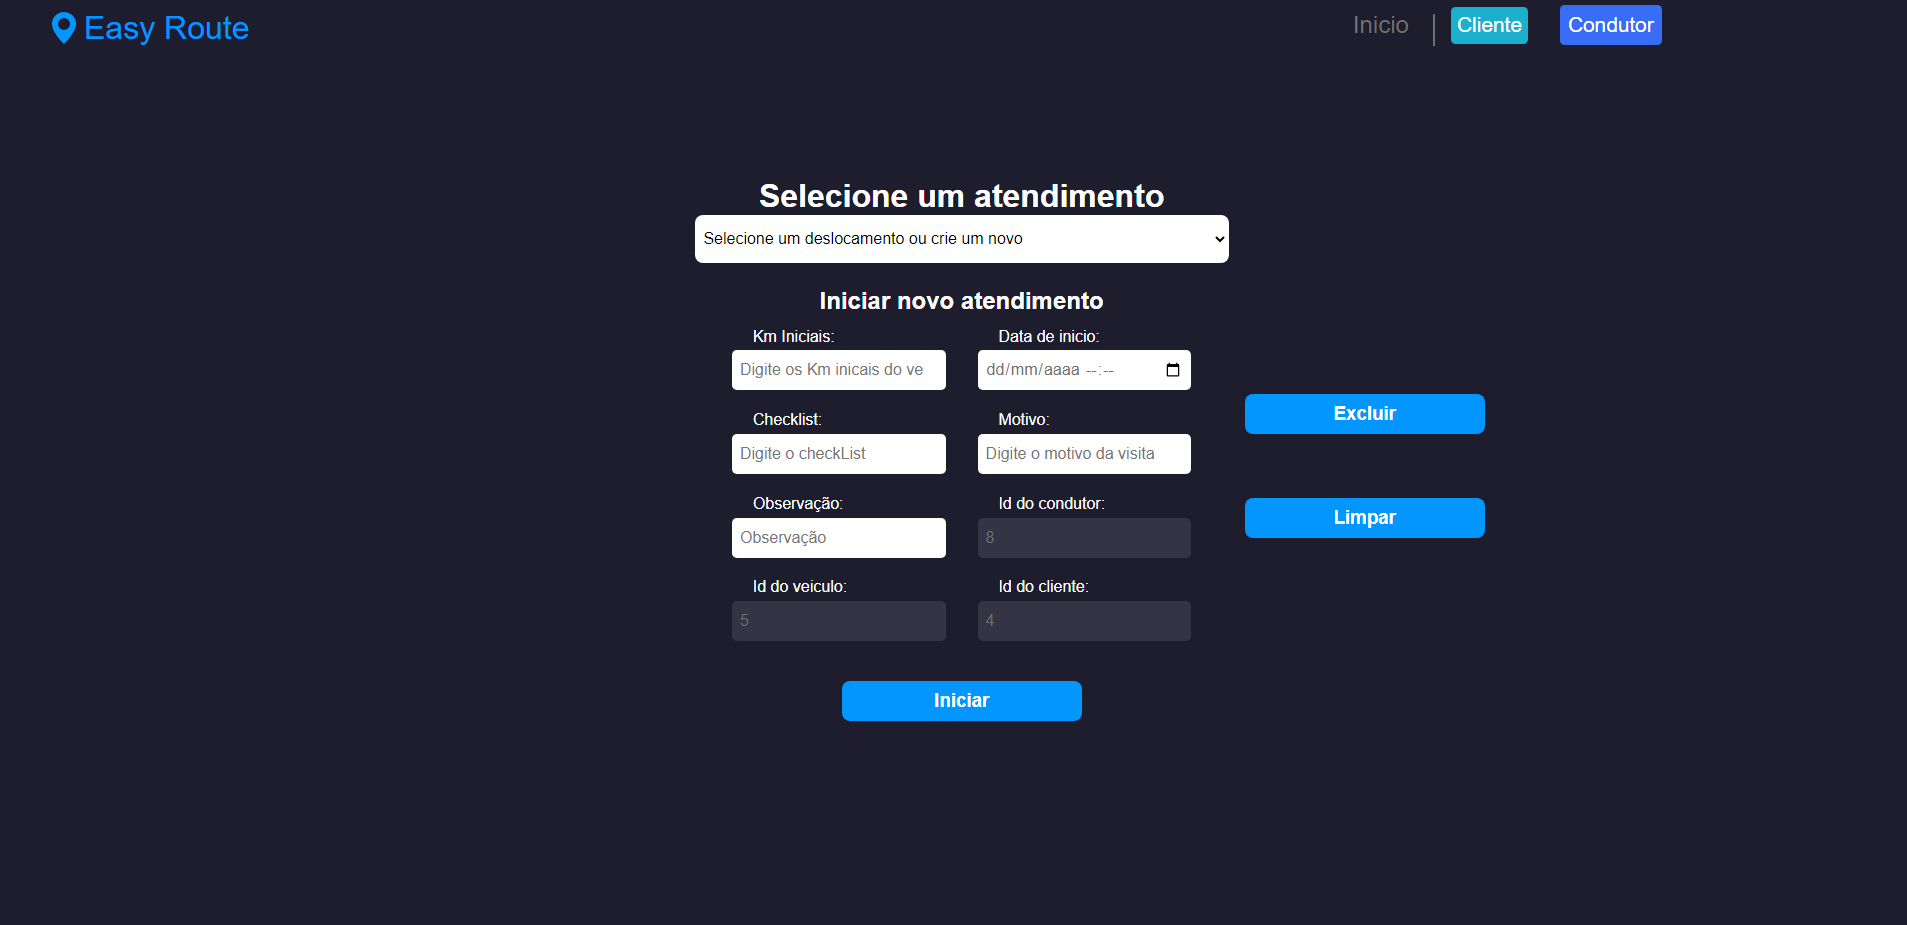 Easy Route
Inicio
Cliente
Condutor
Selecione um atendimento
Selecione um deslocamento ou crie um novo
Iniciar novo atendimento
Km Iniciais:
Data de inicio:
Digite os Km inicais do ve
dd/mm/aaaa --:--
Checklist:
Motivo:
Digite o checkList
Digite o motivo da visita
Observação:
Id do condutor:
Observação
8
Id do veiculo:
Id do cliente:
5
4
Excluir
Limpar
Iniciar